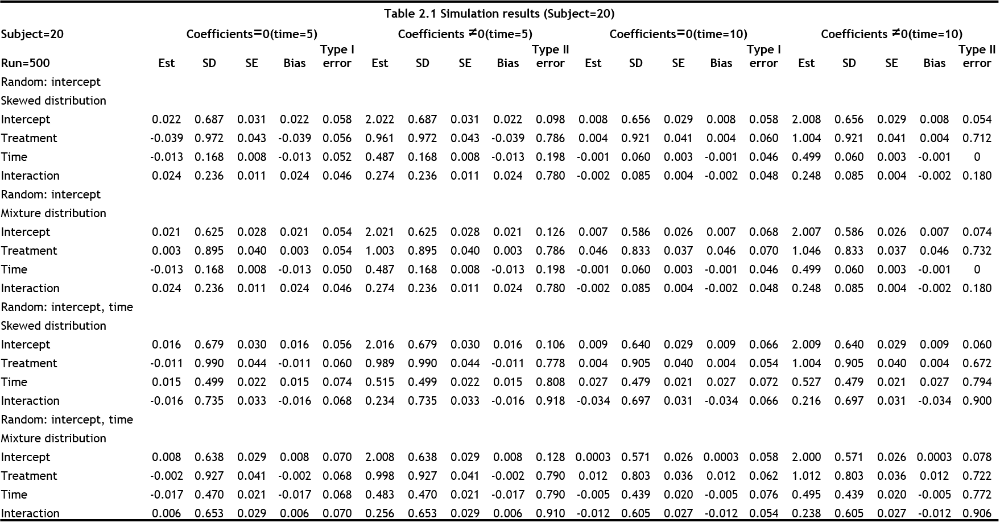 Table 2.1 Simulation results (Subject=20)
Subject=20 Coefficients=0(time=5) Coefficients ≠0(time=5) Coefficients=0(time=10) Coefficients ≠0(time=10)
Type I Type II Type I Type II
Run=500 Est SD SE Bias error Est SD SE Bias error Est SD SE Bias error Est SD SE Bias error
Random: intercept
Skewed distribution
Intercept 0.022 0.687 0.031 0.022 0.058 2.022 0.687 0.031 0.022 0.098 0.008 0.656 0.029 0.008 0.058 2.008 0.656 0.029 0.008 0.054
Treatment -0.039 0.972 0.043 -0.039 0.056 0.961 0.972 0.043 -0.039 0.786 0.004 0.921 0.041 0.004 0.060 1.004 0.921 0.041 0.004 0.712
Time -0.013 0.168 0.008 -0.013 0.052 0.487 0.168 0.008 -0.013 0.198 -0.001 0.060 0.003 -0.001 0.046 0.499 0.060 0.003 -0.001 0
Interaction 0.024 0.236 0.011 0.024 0.046 0.274 0.236 0.011 0.024 0.780 -0.002 0.085 0.004 -0.002 0.048 0.248 0.085 0.004 -0.002 0.180
Random: intercept
Mixture distribution
Intercept 0.021 0.625 0.028 0.021 0.054 2.021 0.625 0.028 0.021 0.126 0.007 0.586 0.026 0.007 0.068 2.007 0.586 0.026 0.007 0.074
Treatment 0.003 0.895 0.040 0.003 0.054 1.003 0.895 0.040 0.003 0.786 0.046 0.833 0.037 0.046 0.070 1.046 0.833 0.037 0.046 0.732
Time -0.013 0.168 0.008 -0.013 0.050 0.487 0.168 0.008 -0.013 0.198 -0.001 0.060 0.003 -0.001 0.046 0.499 0.060 0.003 -0.001 0
Interaction 0.024 0.236 0.011 0.024 0.046 0.274 0.236 0.011 0.024 0.780 -0.002 0.085 0.004 -0.002 0.048 0.248 0.085 0.004 -0.002 0.180
Random: intercept, time
Skewed distribution
Intercept 0.016 0.679 0.030 0.016 0.056 2.016 0.679 0.030 0.016 0.106 0.009 0.640 0.029 0.009 0.066 2.009 0.640 0.029 0.009 0.060
Treatment -0.011 0.990 0.044 -0.011 0.060 0.989 0.990 0.044 -0.011 0.778 0.004 0.905 0.040 0.004 0.054 1.004 0.905 0.040 0.004 0.672
Time 0.015 0.499 0.022 0.015 0.074 0.515 0.499 0.022 0.015 0.808 0.027 0.479 0.021 0.027 0.072 0.527 0.479 0.021 0.027 0.794
Interaction -0.016 0.735 0.033 -0.016 0.068 0.234 0.735 0.033 -0.016 0.918 -0.034 0.697 0.031 -0.034 0.066 0.216 0.697 0.031 -0.034 0.900
Random: intercept, time
Mixture distribution
Intercept 0.008 0.638 0.029 0.008 0.070 2.008 0.638 0.029 0.008 0.128 0.0003 0.571 0.026 0.0003 0.058 2.000 0.571 0.026 0.0003 0.078
Treatment -0.002 0.927 0.041 -0.002 0.068 0.998 0.927 0.041 -0.002 0.790 0.012 0.803 0.036 0.012 0.062 1.012 0.803 0.036 0.012 0.722
Time -0.017 0.470 0.021 -0.017 0.068 0.483 0.470 0.021 -0.017 0.790 -0.005 0.439 0.020 -0.005 0.076 0.495 0.439 0.020 -0.005 0.772
Interaction 0.006 0.653 0.029 0.006 0.070 0.256 0.653 0.029 0.006 0.910 -0.012 0.605 0.027 -0.012 0.054 0.238 0.605 0.027 -0.012 0.906